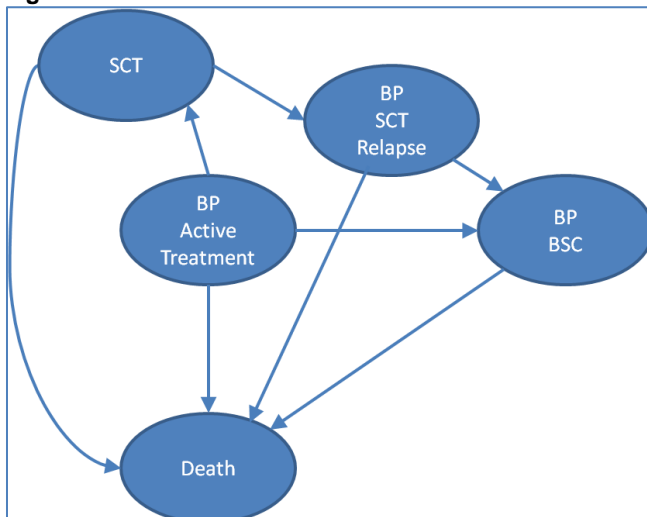 SCT
BP
SCT
Relapse
BP
Active
Treatment
BP
BSC
Death